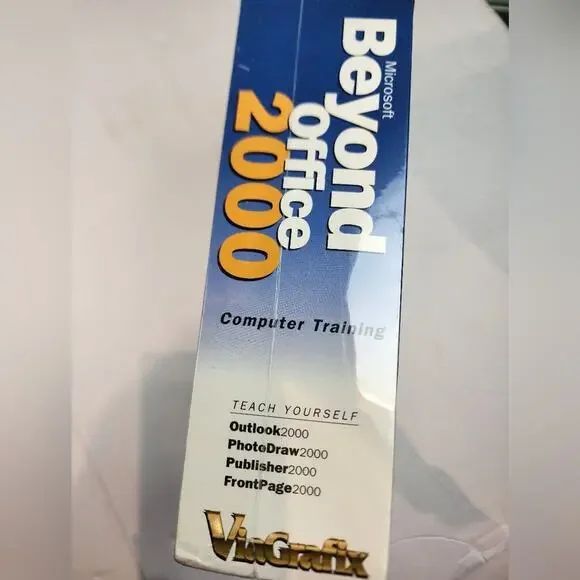 Microsoft
Beyond
Office
2000
Computer Training
TEACH YOURSELF
Outlook2000
PhotoDraw2000
Publisher2000
FrontPage2000
ViaGrafix